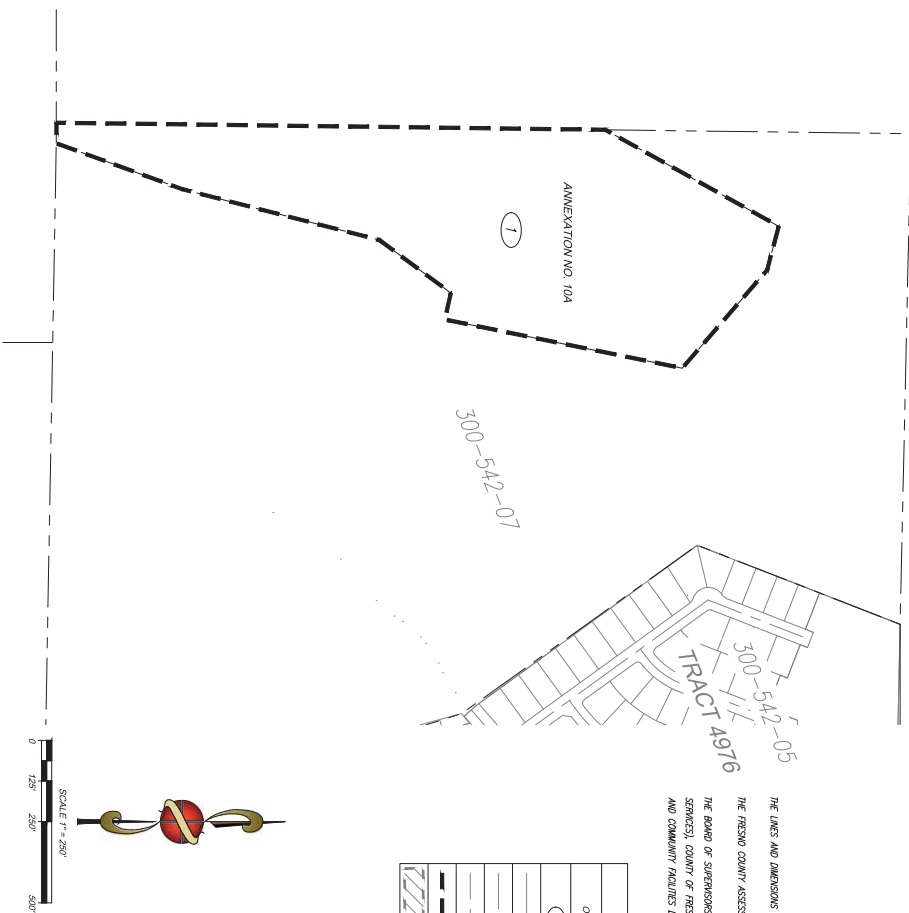 ANNEXATION NO. 10A
1
300-542-07
300-542-05
TRACT 4976
THE LINES AND DIMENSIONS
THE FRESNO COUNTY ASSESS
THE BOARD OF SUPERVISORS
SERVICES), COUNTY OF FRES
AND COMMUNITY FACILITIES
0 125' 250' 500'
SCALE 1" = 250'